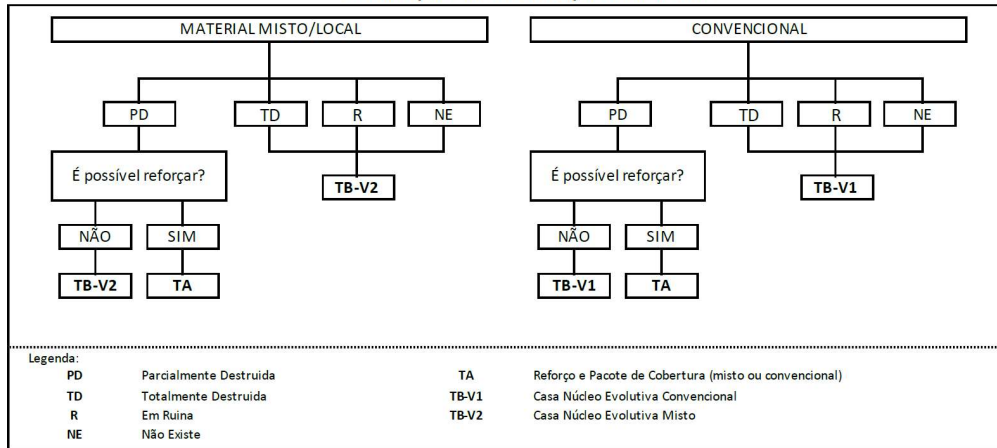 MATERIAL MISTO/LOCAL
PD
TD
R
NE
É possível reforçar?
TB-V2
NÃO
SIM
TB-V2
TA
CONVENCIONAL
PD
TD
R
NE
É possível reforçar?
TB-V1
NÃO
SIM
TB-V1
TA
Legenda:
PD Parcialmente Destruida
TD Totalmente Destruida
R Em Ruina
NE Não Existe
TA Reforço e Pacote de Cobertura (misto ou convencional)
TB-V1 Casa Núcleo Evolutiva Convencional
TB-V2 Casa Núcleo Evolutiva Misto